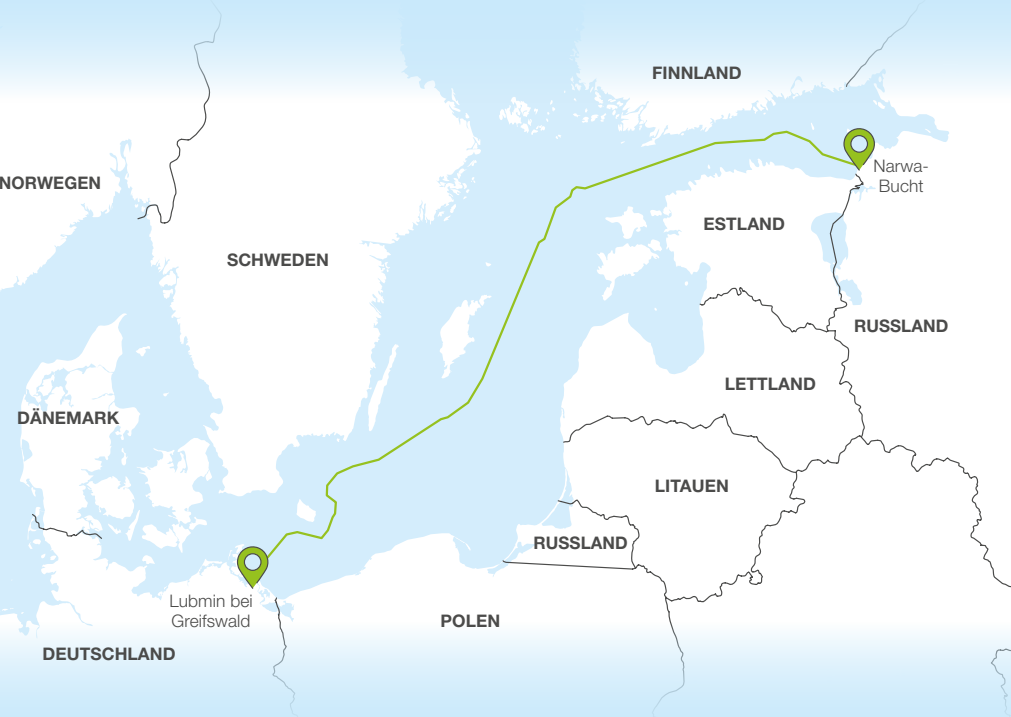 FINNLAND
Narwa-
Bucht
NORWEGEN
ESTLAND
SCHWEDEN
RUSSLAND
LETTLAND
DÄNEMARK
LITAUEN
RUSSLAND
Lubmin bei
Greifswald
POLEN
DEUTSCHLAND